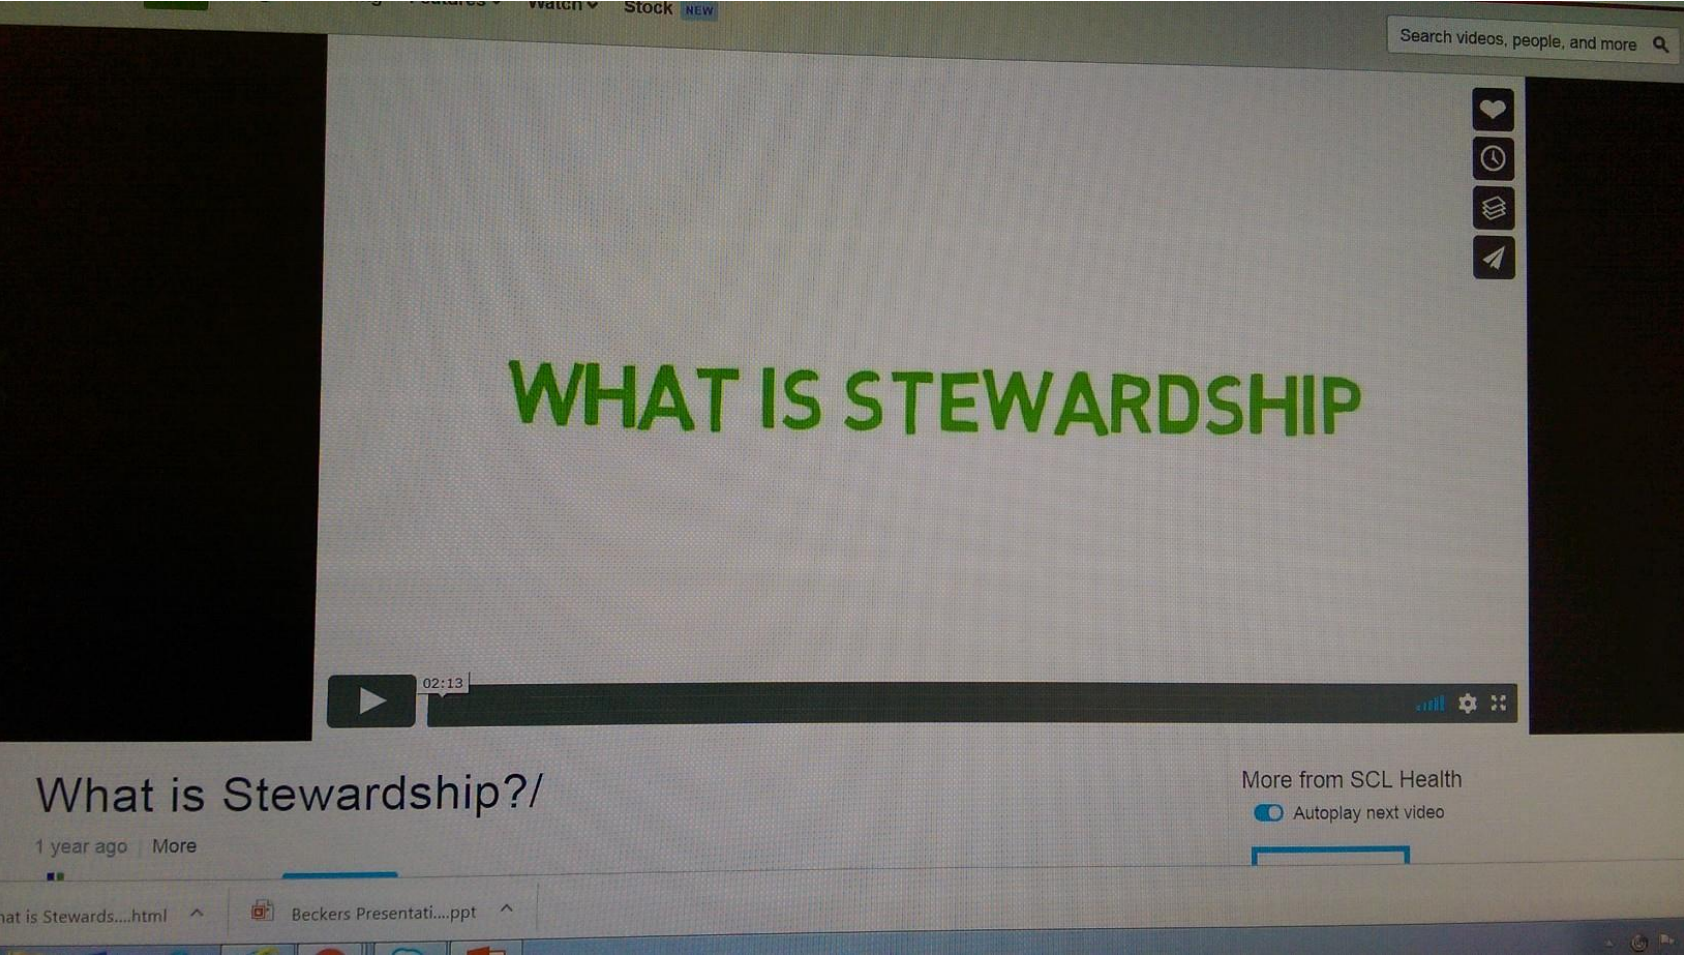 Watch
Stock NEW
Search videos, people, and more
WHAT IS STEWARDSHIP
02:13
What is Stewardship?/
1 year ago More
More from SCL Health
Autoplay next video
hat is Stewards....html
Beckers Presentati....ppt